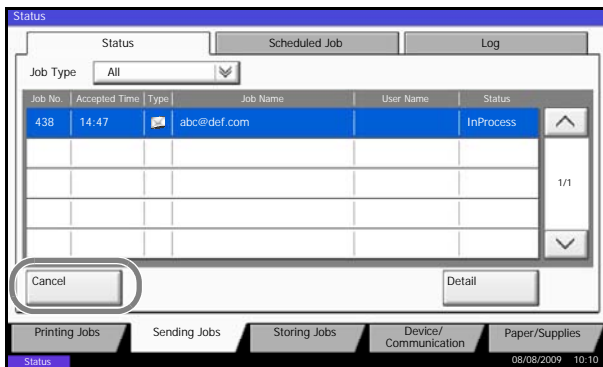 Status
Status Scheduled Job Log
Job Type All
Job No. Accepted Time Type Job Name User Name Status
438 14:47 abc@def.com InProcess
1/1
Cancel Detail
Printing Jobs Sending Jobs Storing Jobs Device/ Communication Paper/Supplies
Status 08/08/2009 10:10